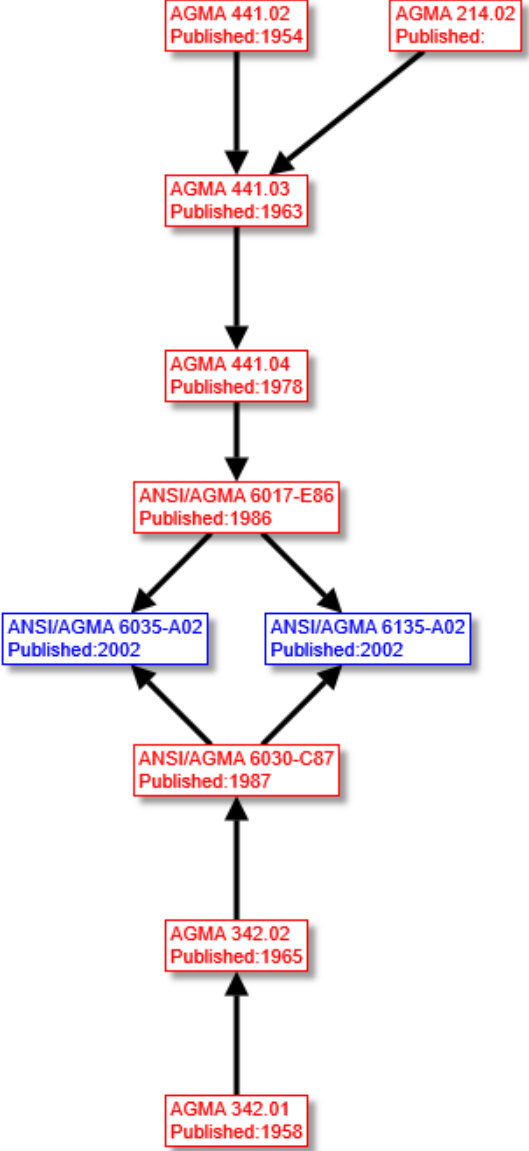 AGMA 441.02
Published:1954
AGMA 214.02
Published:
AGMA 441.03
Published:1963
AGMA 441.04
Published:1978
ANSI/AGMA 6017-E86
Published:1986
ANSI/AGMA 6035-A02
Published:2002
ANSI/AGMA 6135-A02
Published:2002
ANSI/AGMA 6030-C87
Published:1987
AGMA 342.02
Published:1965
AGMA 342.01
Published:1958